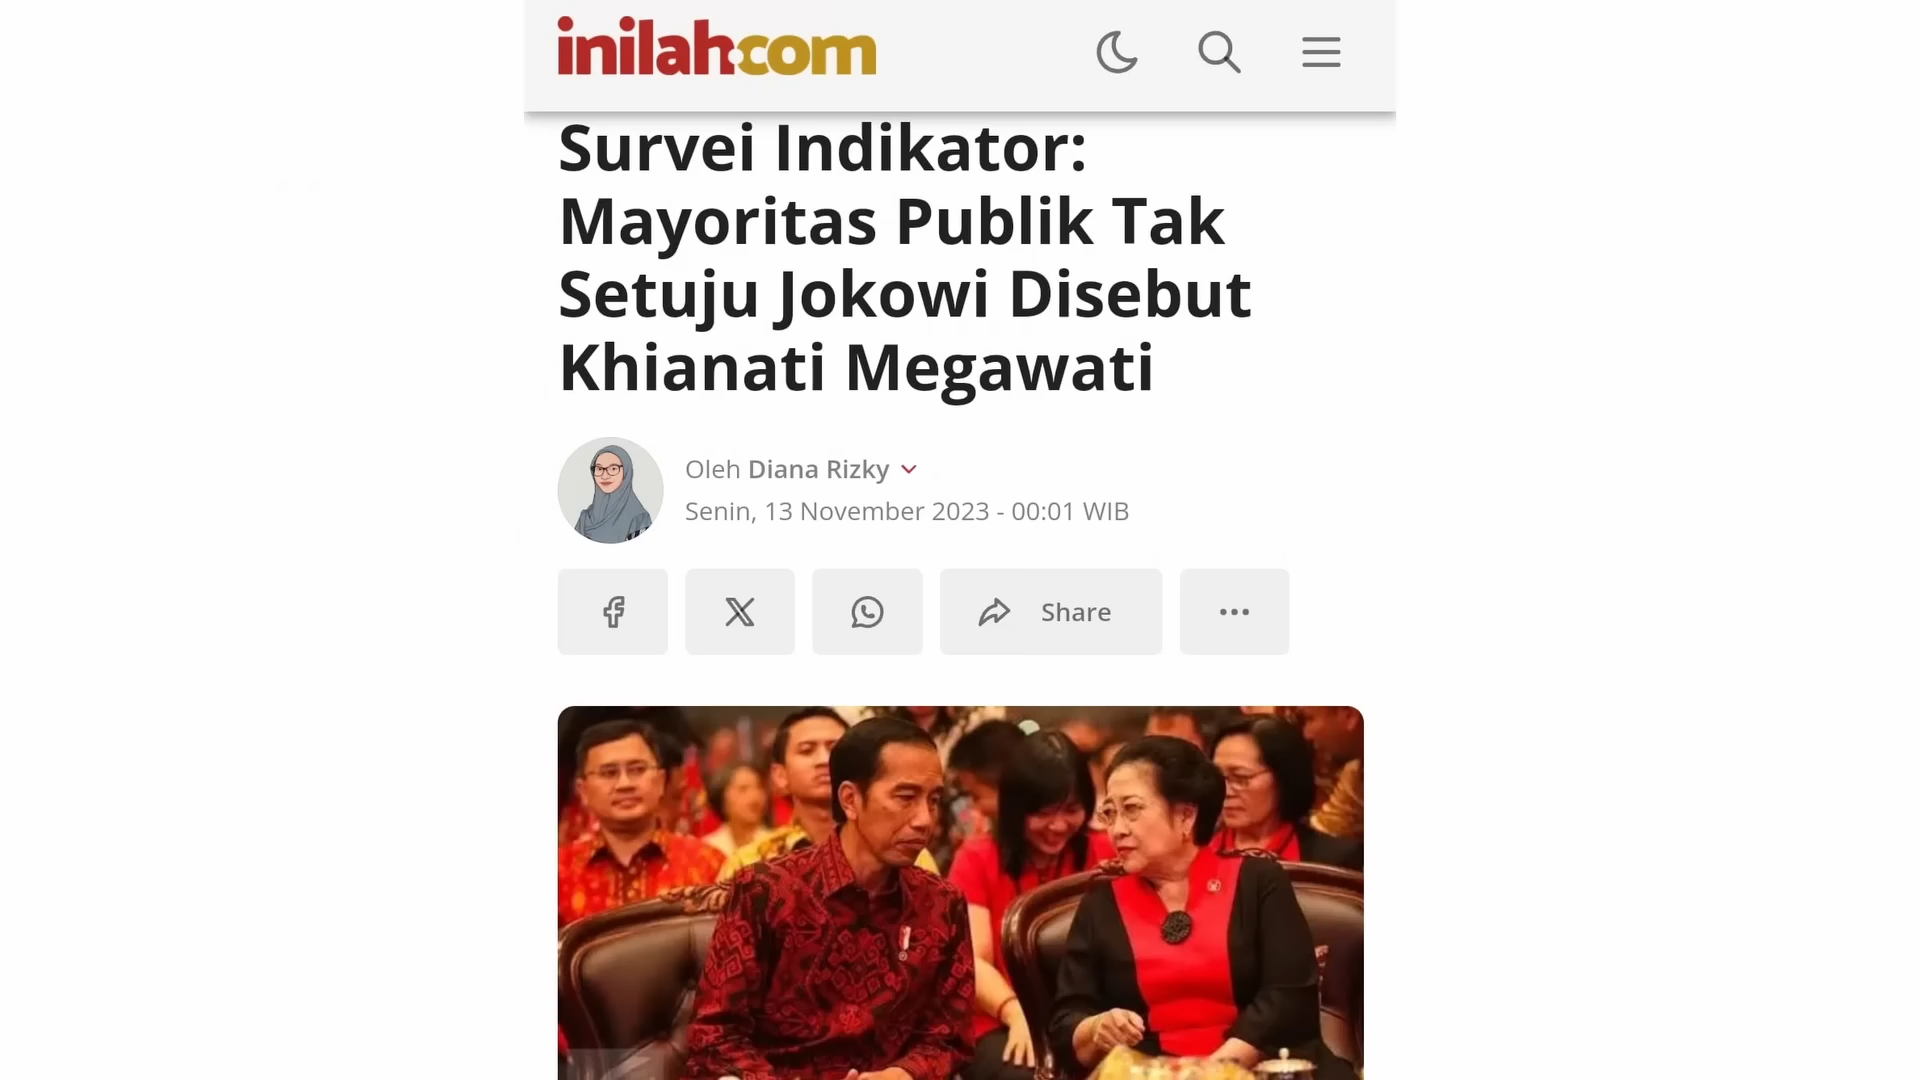 inilah.com
Survei Indikator:
Mayoritas Publik Tak
Setuju Jokowi Disebut
Khianati Megawati
Oleh Diana Rizky
Senin, 13 November 2023 - 00:01 WIB
Share